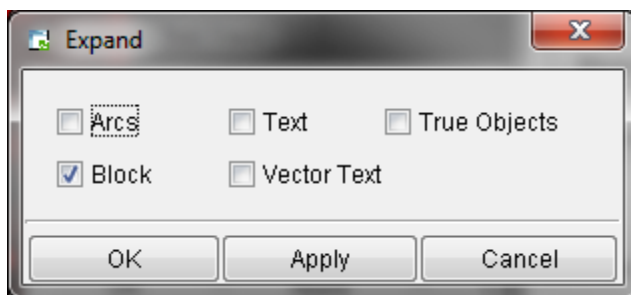 Expand
Arcs Text True Objects
Block Vector Text
OK Apply Cancel